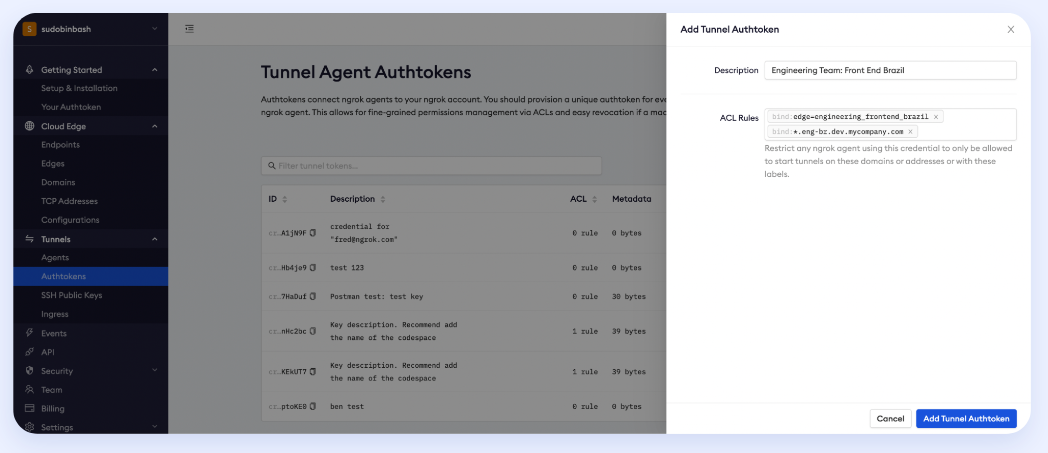 S sudobinbash
Getting Started
Setup & Installation
Your Authtoken
Cloud Edge
Endpoints
Edges
Domains
TCP Addresses
Configurations
Tunnels
Agents
Authtokens
SSH Public Keys
Ingress
Events
API
Security
Team
Billing
Settings
Tunnel Agent Authtokens
Authtokens connect ngrok agents to your ngrok account. You should provision a unique authtoken for eve
ngrok agent. This allows for fine-grained permissions management via ACLs and easy revocation if a mac
Filter tunnel tokens...
ID Description ACL Metadata
cr_…A1jN9F credential for
"fred@ngrok.com" 0 rule 0 bytes
cr_…Hb4je9 test 123 0 rule 0 bytes
cr_…7HaDuf Postman test: test key 0 rule 30 bytes
cr_…nHc2bc Key description. Recommend add
the name of the codespace 1 rule 39 bytes
cr_…KEkUT7 Key description. Recommend add
the name of the codespace 1 rule 39 bytes
cr_…ptoKE0 ben test 0 rule 0 bytes
Add Tunnel Authtoken
Description Engineering Team: Front End Brazil
ACL Rules bind:edge=engineering_frontend_brazil
bind:*.eng-br.dev.mycompany.com
Restrict any ngrok agent using this credential to only be allowed
to start tunnels on these domains or addresses or with these
labels.
Cancel Add Tunnel Authtoken